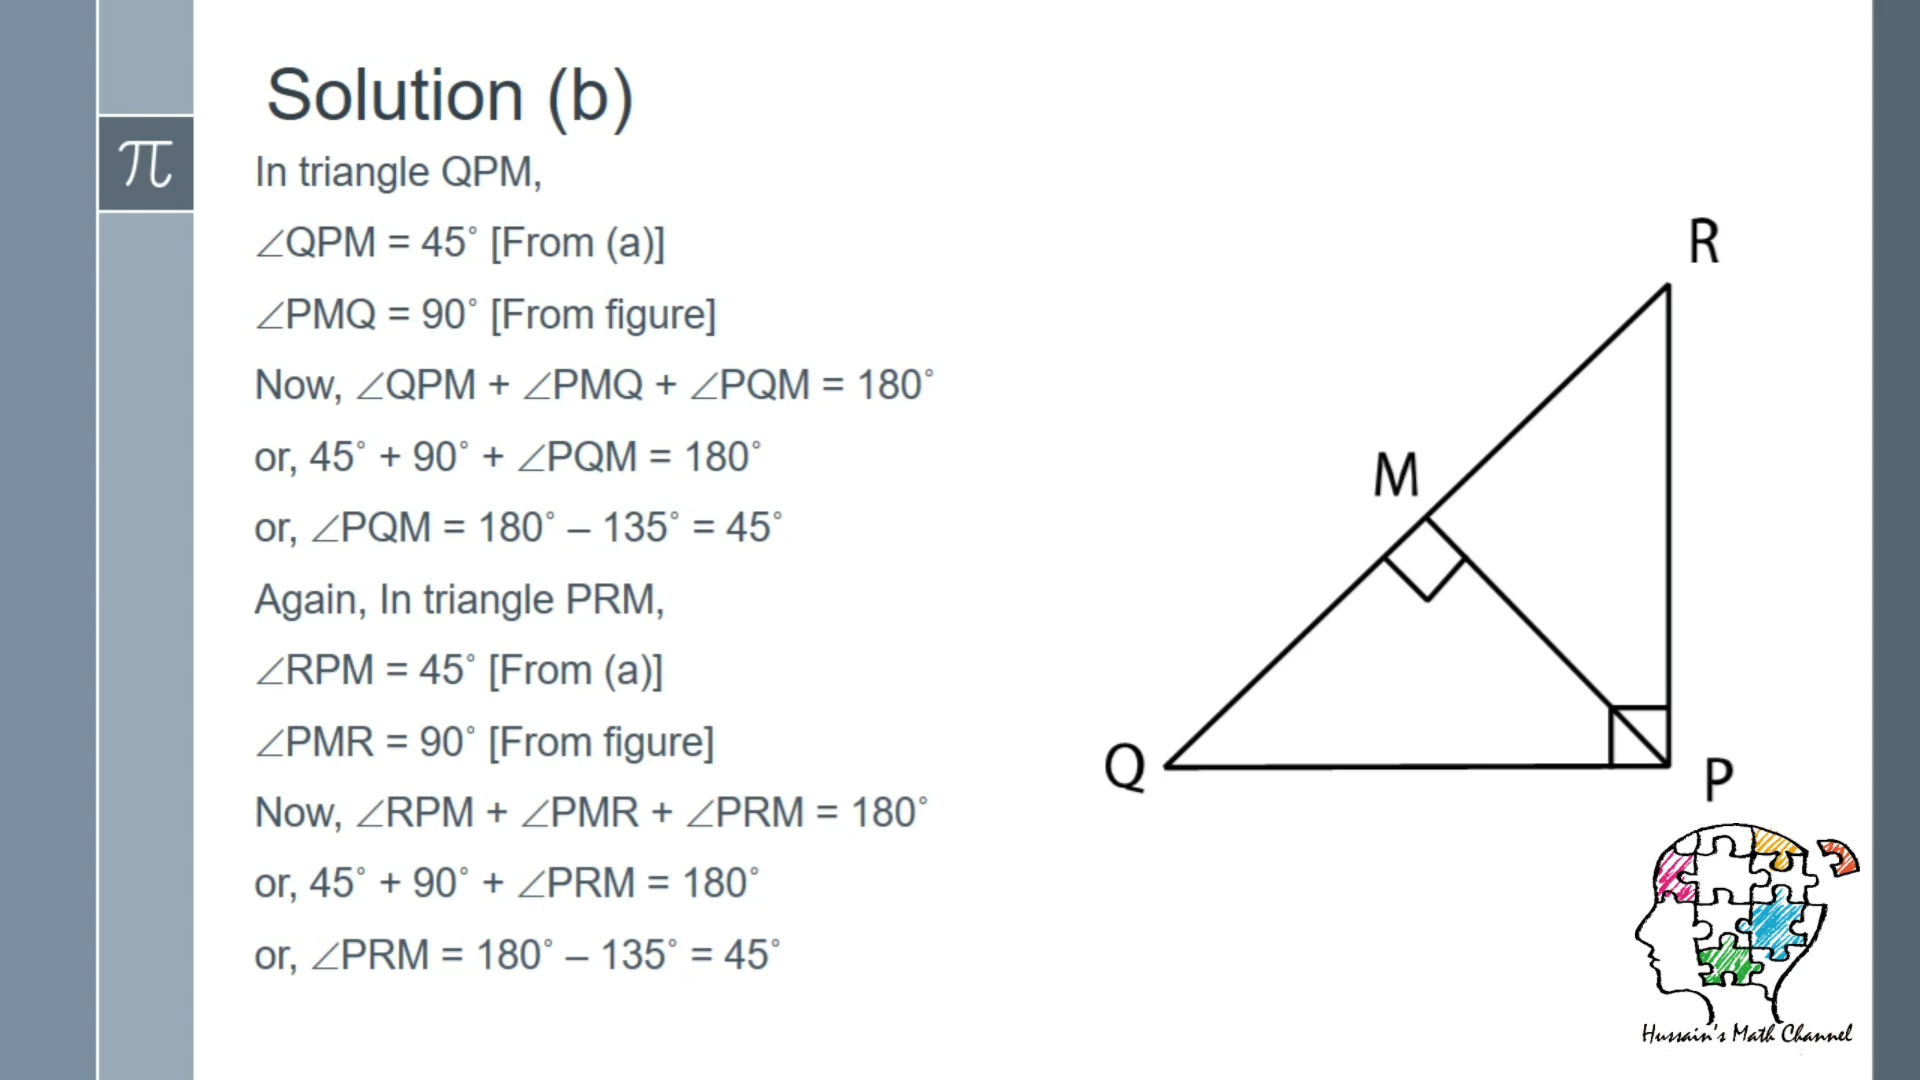 Solution (b)
π
In triangle QPM,
∠QPM = 45° [From (a)]
∠PMQ = 90° [From figure]
Now, ∠QPM + ∠PMQ + ∠PQM = 180°
or, 45° + 90° + ∠PQM = 180°
or, ∠PQM = 180° – 135° = 45°
Again, In triangle PRM,
∠RPM = 45° [From (a)]
∠PMR = 90° [From figure]
Now, ∠RPM + ∠PMR + ∠PRM = 180°
or, 45° + 90° + ∠PRM = 180°
or, ∠PRM = 180° – 135° = 45°
R
M
Q
P
Hussain's Math Channel